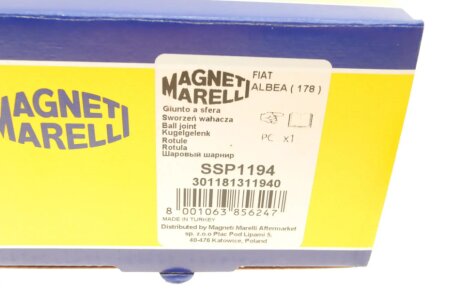 MAGNETI
MARELLI
MAGNETI
MARELLI
FIAT
ALBEA ( 178 )
Giunto a sfera
Sworzeń wahacza
Ball joint
Kugelgelenk
Rotule
Rotula
Шаровый шарнир
PC x1
SSP1194
301181311940
8 001063 856247
MADE IN TURKEY
Distributed by Magneti Marelli Aftermarket
sp. z.o.o Plac Pod Lipami 5,
40-476 Katowice, Poland